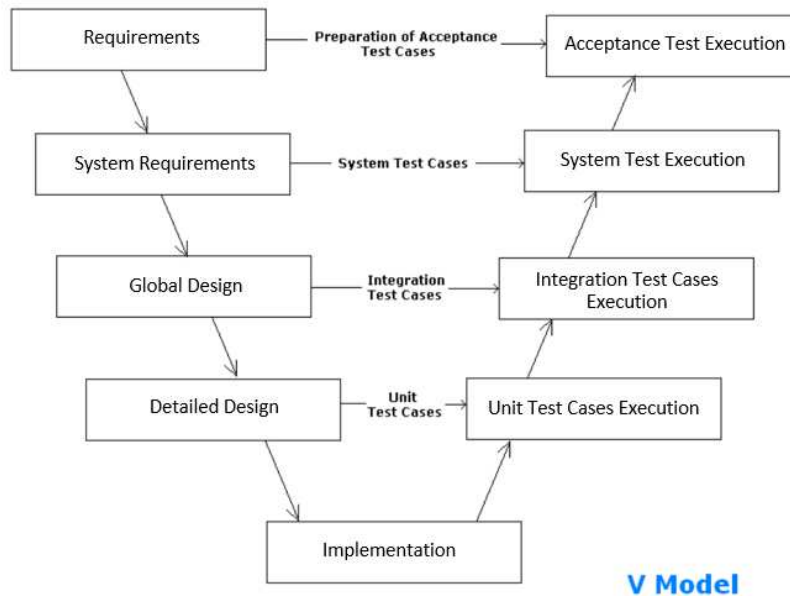 Requirements
Preparation of Acceptance
Test Cases
Acceptance Test Execution
System Requirements
System Test Cases
System Test Execution
Global Design
Integration
Test Cases
Integration Test Cases
Execution
Detailed Design
Unit
Test Cases
Unit Test Cases Execution
Implementation
V Model